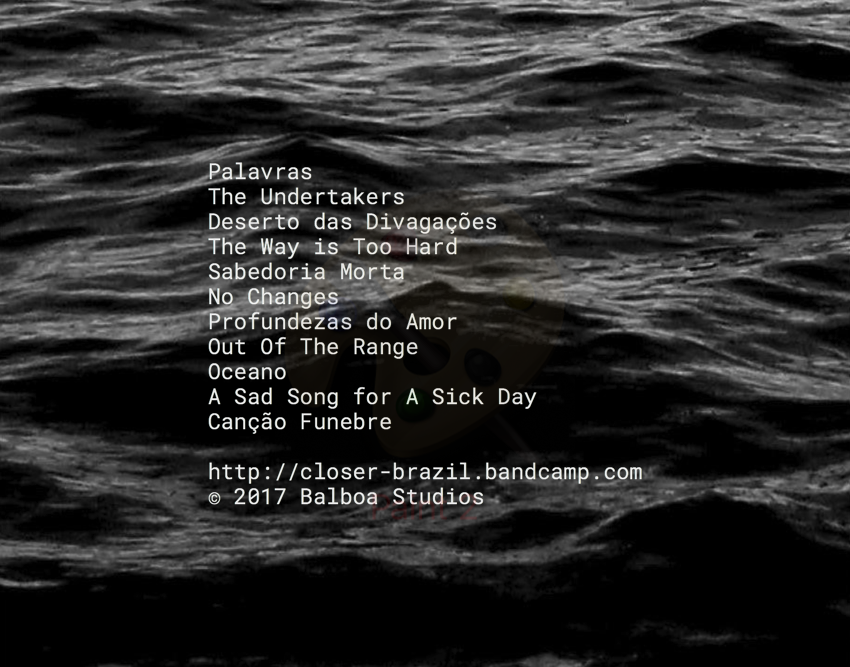 Palavras
The Undertakers
Deserto das Divagações
The Way is Too Hard
Sabedoria Morta
No Changes
Profundezas do Amor
Out Of The Range
Oceano
A Sad Song for A Sick Day
Canção Funebre
http://closer-brazil.bandcamp.com
© 2017 Balboa Studios